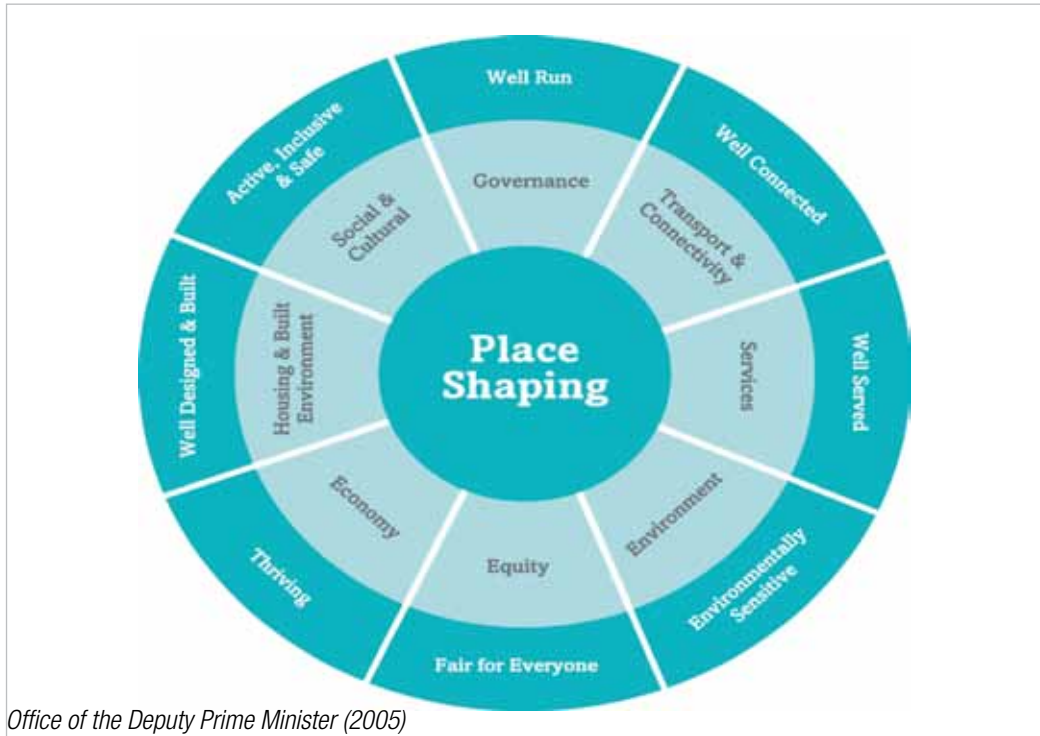 Well Run
Governance
Well Connected
Transport &
Connectivity
Well Served
Services
Environmentally
Sensitive
Environment
Fair for Everyone
Equity
Thriving
Economy
Well Designed & Built
Housing & Built
Environment
Active, Inclusive
& Safe
Social &
Cultural
Place
Shaping
Office of the Deputy Prime Minister (2005)